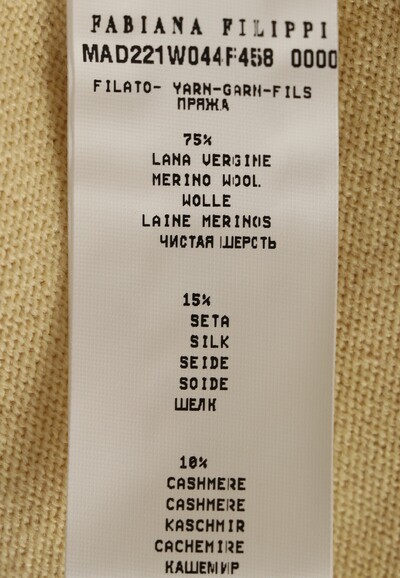 FABIANA FILIPPI
MAD221W044F458 0000
FILATO- YARN-GARN-FILS
ПРЯЖА
75%
LANA VERGINE
MERINO WOOL
WOLLE
LAINE MERINOS
ЧИСТАЯ ШЕРСТЬ
15%
SETA
SILK
SEIDE
SOIDE
ШЕЛК
10%
CASHMERE
CASHMERE
KASCHMIR
CACHEMIRE
КАШЕМИР